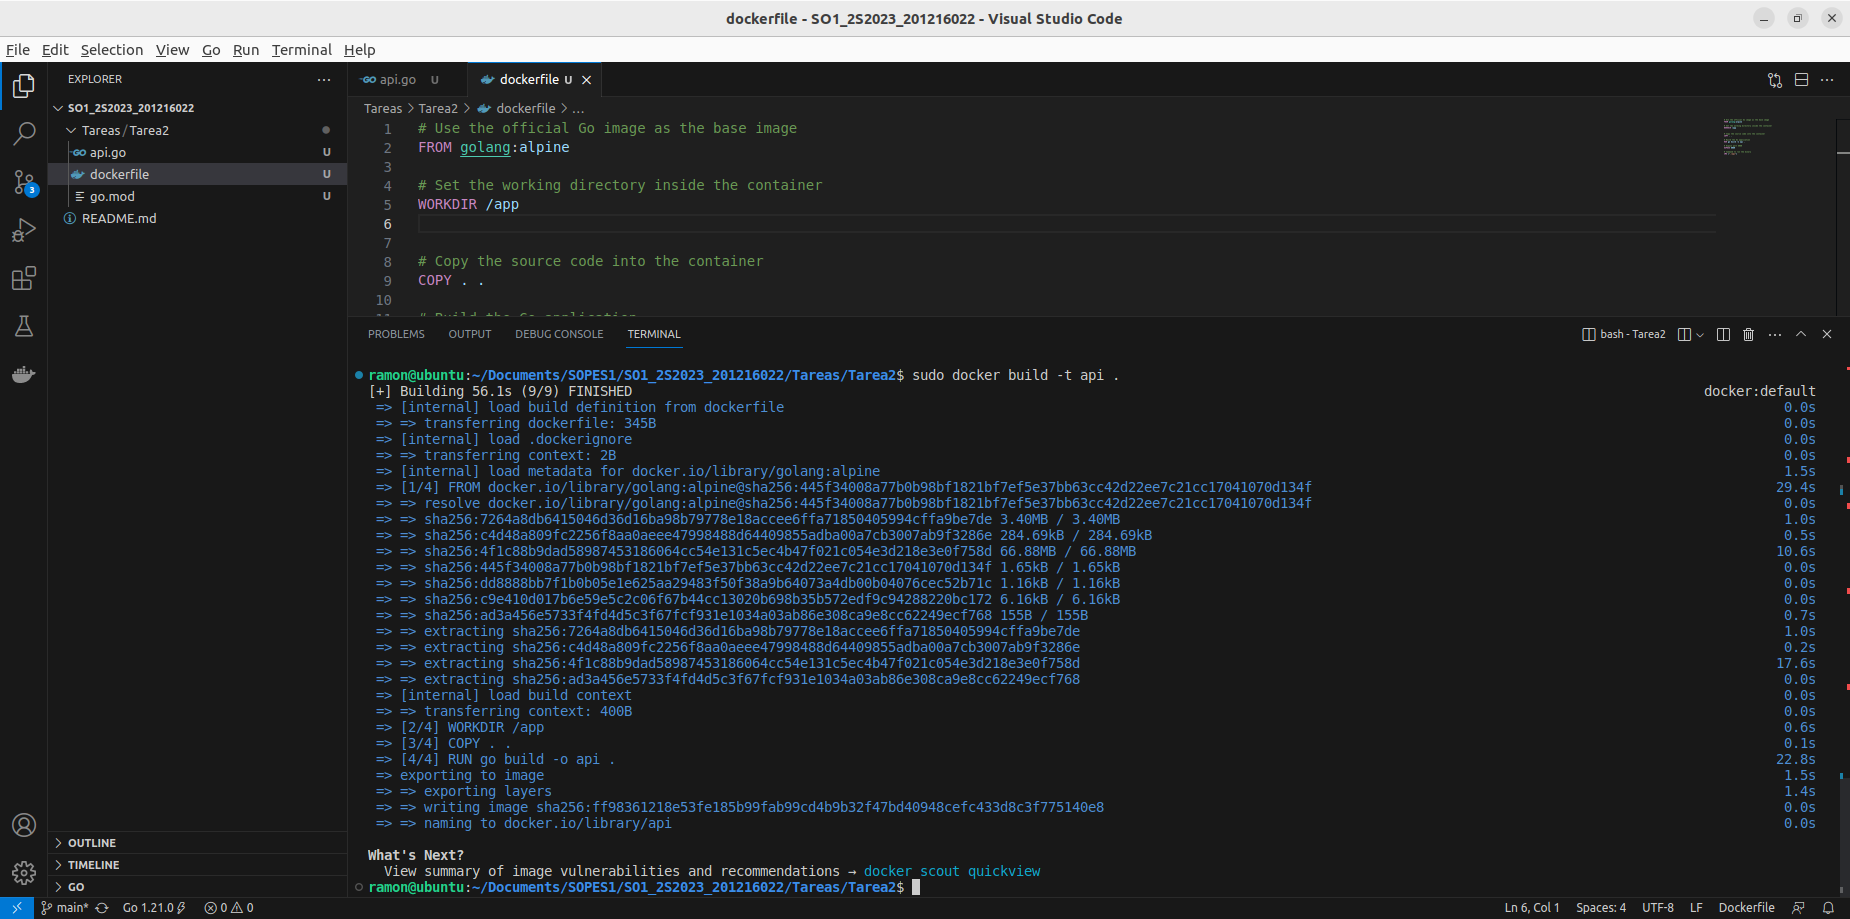 dockerfile - SO1_2S2023_201216022 - Visual Studio Code
File Edit Selection View Go Run Terminal Help
EXPLORER
SO1_2S2023_201216022
Tareas / Tarea2
api.go U
dockerfile U
go.mod U
README.md
3
OUTLINE
TIMELINE
GO
api.go U
dockerfile U
Tareas > Tarea2 > dockerfile > ...
1 # Use the official Go image as the base image
2 FROM golang:alpine
3
4 # Set the working directory inside the container
5 WORKDIR /app
6
7
8 # Copy the source code into the container
9 COPY . .
10
11 # Build the Go application
PROBLEMS OUTPUT DEBUG CONSOLE TERMINAL
bash - Tarea2
ramon@ubuntu:~/Documents/SOPES1/SO1_2S2023_201216022/Tareas/Tarea2$ sudo docker build -t api .
[+] Building 56.1s (9/9) FINISHED docker:default
=> [internal] load build definition from dockerfile 0.0s
=> => transferring dockerfile: 345B 0.0s
=> [internal] load .dockerignore 0.0s
=> => transferring context: 2B 0.0s
=> [internal] load metadata for docker.io/library/golang:alpine 1.5s
=> [1/4] FROM docker.io/library/golang:alpine@sha256:445f34008a77b0b98bf1821bf7ef5e37bb63cc42d22ee7c21cc17041070d134f 29.4s
=> => resolve docker.io/library/golang:alpine@sha256:445f34008a77b0b98bf1821bf7ef5e37bb63cc42d22ee7c21cc17041070d134f 0.0s
=> => sha256:7264a8db6415046d36d16ba98b79778e18accee6ffa71850405994cffa9be7de 3.40MB / 3.40MB 1.0s
=> => sha256:c4d48a809fc2256f8aa0aeee47998488d64409855adba00a7cb3007ab9f3286e 284.69kB / 284.69kB 0.5s
=> => sha256:4f1c88b9dad58987453186064cc54e131c5ec4b47f021c054e3d218e3e0f758d 66.88MB / 66.88MB 10.6s
=> => sha256:445f34008a77b0b98bf1821bf7ef5e37bb63cc42d22ee7c21cc17041070d134f 1.65kB / 1.65kB 0.0s
=> => sha256:dd8888bb7f1b0b05e1e625aa29483f50f38a9b64073a4db00b04076cec52b71c 1.16kB / 1.16kB 0.0s
=> => sha256:c9e410d017b6e59e5c2c06f67b44cc13020b698b35b572edf9c94288220bc172 6.16kB / 6.16kB 0.0s
=> => sha256:ad3a456e5733f4fd4d5c3f67fcf931e1034a03ab86e308ca9e8cc62249ecf768 155B / 155B 0.7s
=> => extracting sha256:7264a8db6415046d36d16ba98b79778e18accee6ffa71850405994cffa9be7de 1.0s
=> => extracting sha256:c4d48a809fc2256f8aa0aeee47998488d64409855adba00a7cb3007ab9f3286e 0.2s
=> => extracting sha256:4f1c88b9dad58987453186064cc54e131c5ec4b47f021c054e3d218e3e0f758d 17.6s
=> => extracting sha256:ad3a456e5733f4fd4d5c3f67fcf931e1034a03ab86e308ca9e8cc62249ecf768 0.0s
=> [internal] load build context 0.0s
=> => transferring context: 400B 0.0s
=> [2/4] WORKDIR /app 0.6s
=> [3/4] COPY . . 0.1s
=> [4/4] RUN go build -o api . 22.8s
=> exporting to image 1.5s
=> => exporting layers 1.4s
=> => writing image sha256:ff98361218e53fe185b99fab99cd4b9b32f47bd40948cefc433d8c3f775140e8 0.0s
=> => naming to docker.io/library/api 0.0s
What's Next?
View summary of image vulnerabilities and recommendations → docker scout quickview
ramon@ubuntu:~/Documents/SOPES1/SO1_2S2023_201216022/Tareas/Tarea2$
main* Go 1.21.0 0 0 Ln 6, Col 1 Spaces: 4 UTF-8 LF Dockerfile